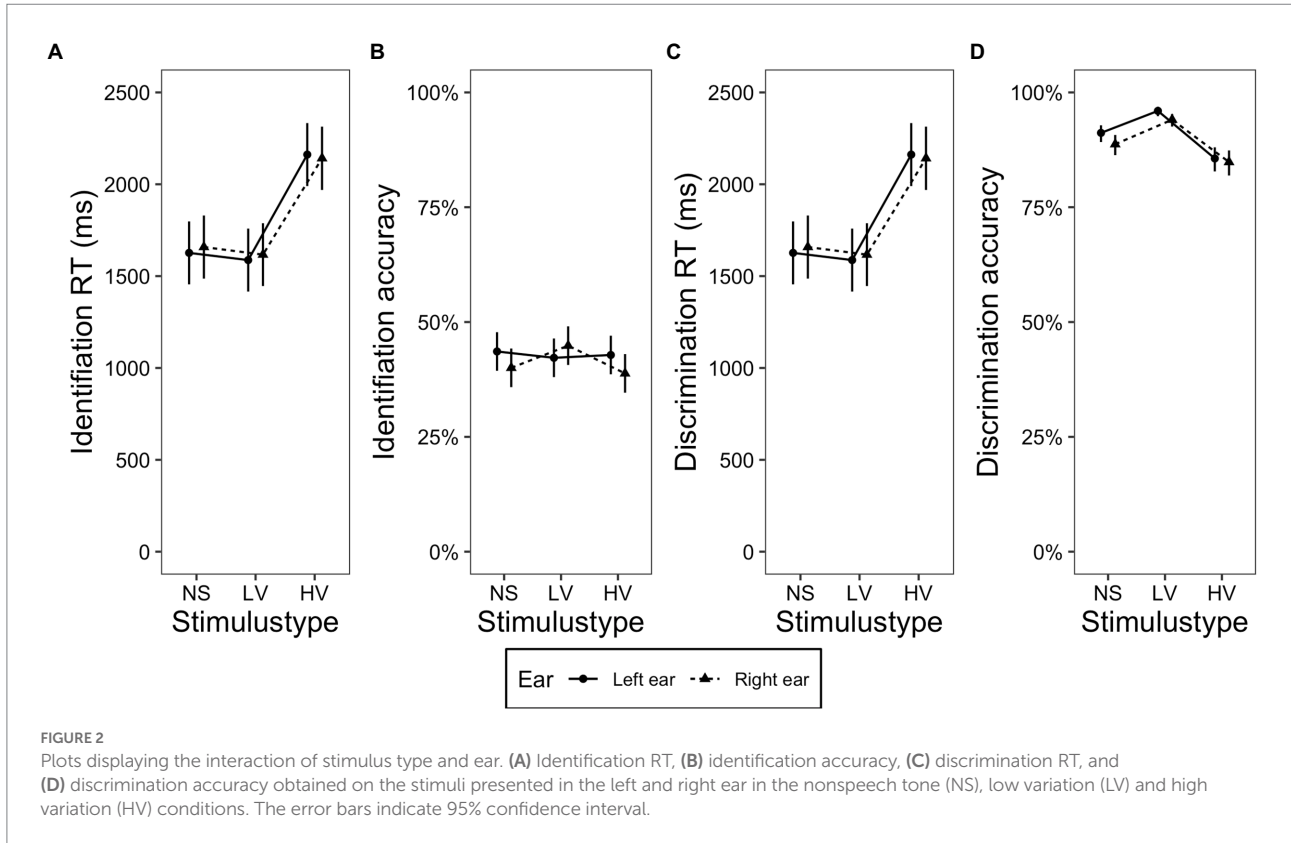 A
B
C
D
2500
2000
1500
1000
500
0
Identifiation RT (ms)
NS LV HV
Stimulustype
100%
75%
50%
25%
0%
Identifiation accuracy
NS LV HV
Stimulustype
2500
2000
1500
1000
500
0
Discrimination RT (ms)
NS LV HV
Stimulustype
100%
75%
50%
25%
0%
Discrimination accuracy
NS LV HV
Stimulustype
Ear Left ear Right ear
FIGURE 2
Plots displaying the interaction of stimulus type and ear. (A) Identification RT, (B) identification accuracy, (C) discrimination RT, and
(D) discrimination accuracy obtained on the stimuli presented in the left and right ear in the nonspeech tone (NS), low variation (LV) and high
variation (HV) conditions. The error bars indicate 95% confidence interval.